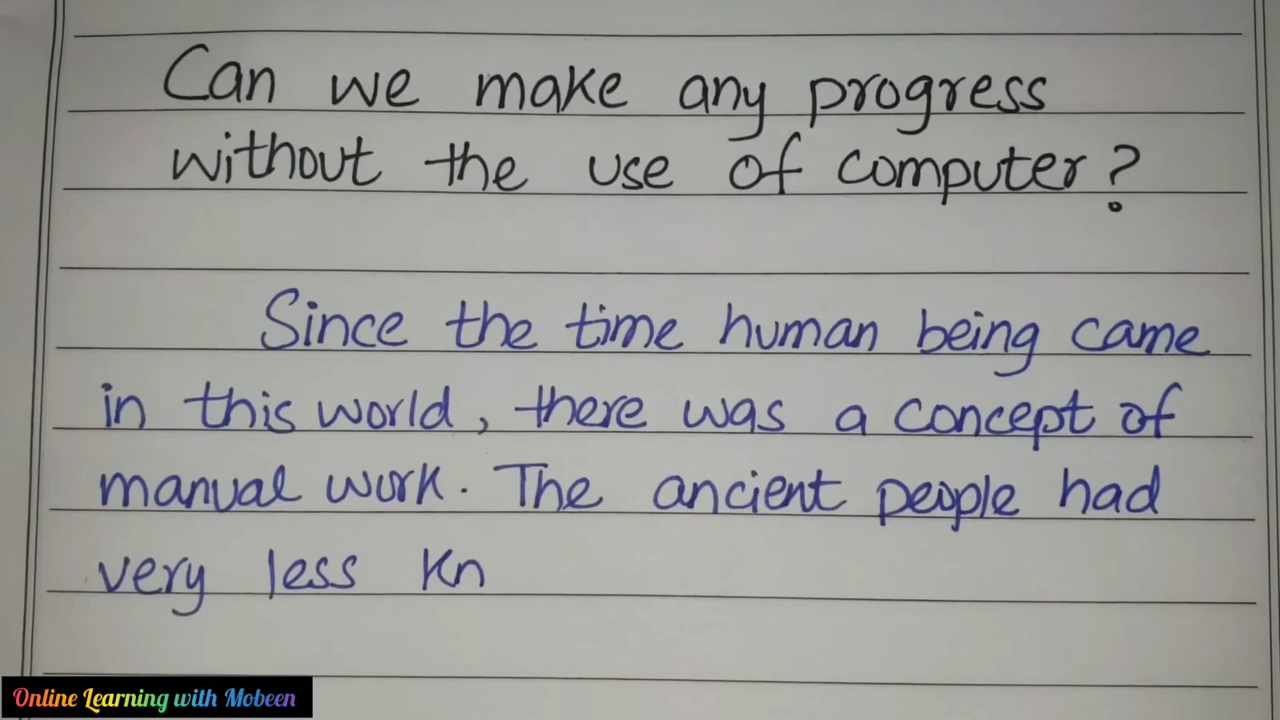 Can we make any progress
without the use of computer?
Since the time human being came
in this world, there was a concept of
manual work. The ancient people had
very less kn
Online Learning with Mobeen